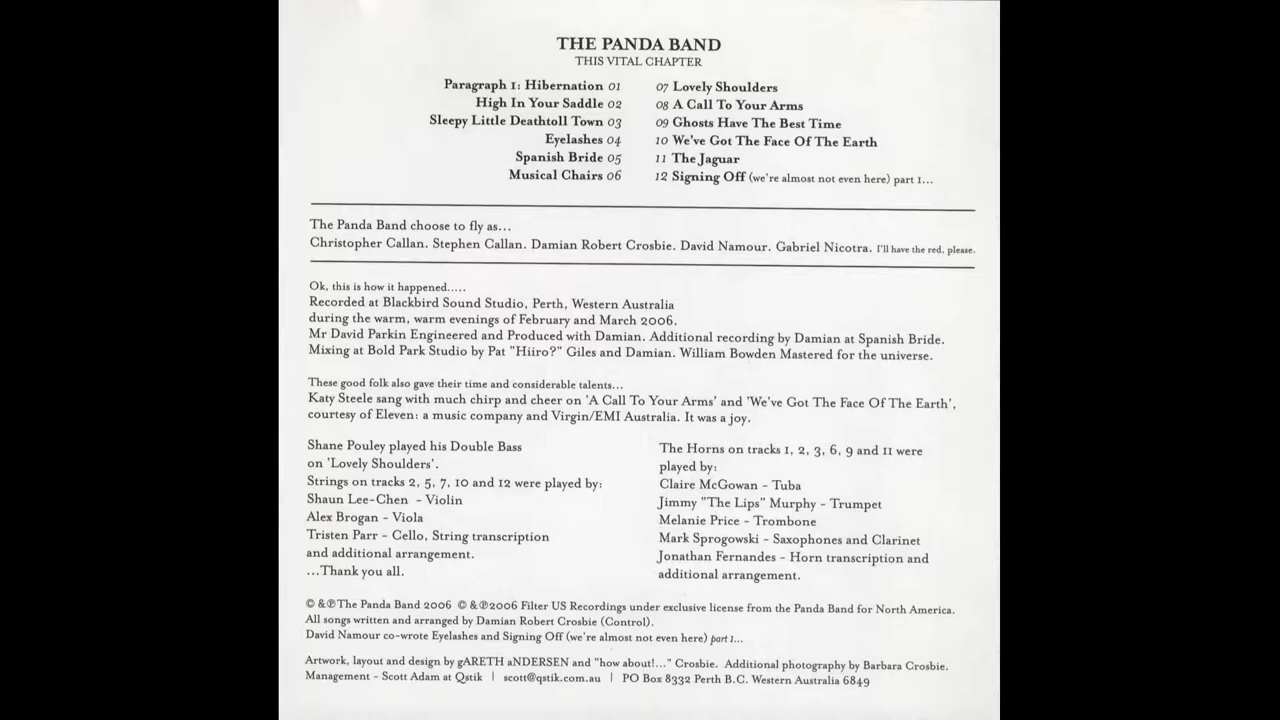 THE PANDA BAND
THIS VITAL CHAPTER
Paragraph 1: Hibernation 01
High In Your Saddle 02
Sleepy Little Deathtoll Town 03
Eyelashes 04
Spanish Bride 05
Musical Chairs 06
07 Lovely Shoulders
08 A Call To Your Arms
09 Ghosts Have The Best Time
10 We've Got The Face Of The Earth
11 The Jaguar
12 Signing Off (we're almost not even here) part 1...
The Panda Band choose to fly as...
Christopher Callan. Stephen Callan. Damian Robert Crosbie. David Namour. Gabriel Nicotra. I'll have the red, please.
Ok, this is how it happened.....
Recorded at Blackbird Sound Studio, Perth, Western Australia
during the warm, warm evenings of February and March 2006.
Mr David Parkin Engineered and Produced with Damian. Additional recording by Damian at Spanish Bride.
Mixing at Bold Park Studio by Pat "Hiiro?" Giles and Damian. William Bowden Mastered for the universe.
These good folk also gave their time and considerable talents...
Katy Steele sang with much chirp and cheer on 'A Call To Your Arms' and 'We've Got The Face Of The Earth',
courtesy of Eleven: a music company and Virgin/EMI Australia. It was a joy.
Shane Pouley played his Double Bass
on 'Lovely Shoulders'.
Strings on tracks 2, 5, 7, 10 and 12 were played by:
Shaun Lee-Chen - Violin
Alex Brogan - Viola
Tristen Parr - Cello, String transcription
and additional arrangement.
...Thank you all.
The Horns on tracks 1, 2, 3, 6, 9 and 11 were
played by:
Claire McGowan - Tuba
Jimmy "The Lips" Murphy - Trumpet
Melanie Price - Trombone
Mark Sprogowski - Saxophones and Clarinet
Jonathan Fernandes - Horn transcription and
additional arrangement.
© & ℗ The Panda Band 2006 © & ℗ 2006 Filter US Recordings under exclusive license from the Panda Band for North America.
All songs written and arranged by Damian Robert Crosbie (Control).
David Namour co-wrote Eyelashes and Signing Off (we're almost not even here) part 1...
Artwork, layout and design by gARETH aNDERSEN and "how about!..." Crosbie. Additional photography by Barbara Crosbie.
Management - Scott Adam at Qstik | scott@qstik.com.au | PO Box 8332 Perth B.C. Western Australia 6849